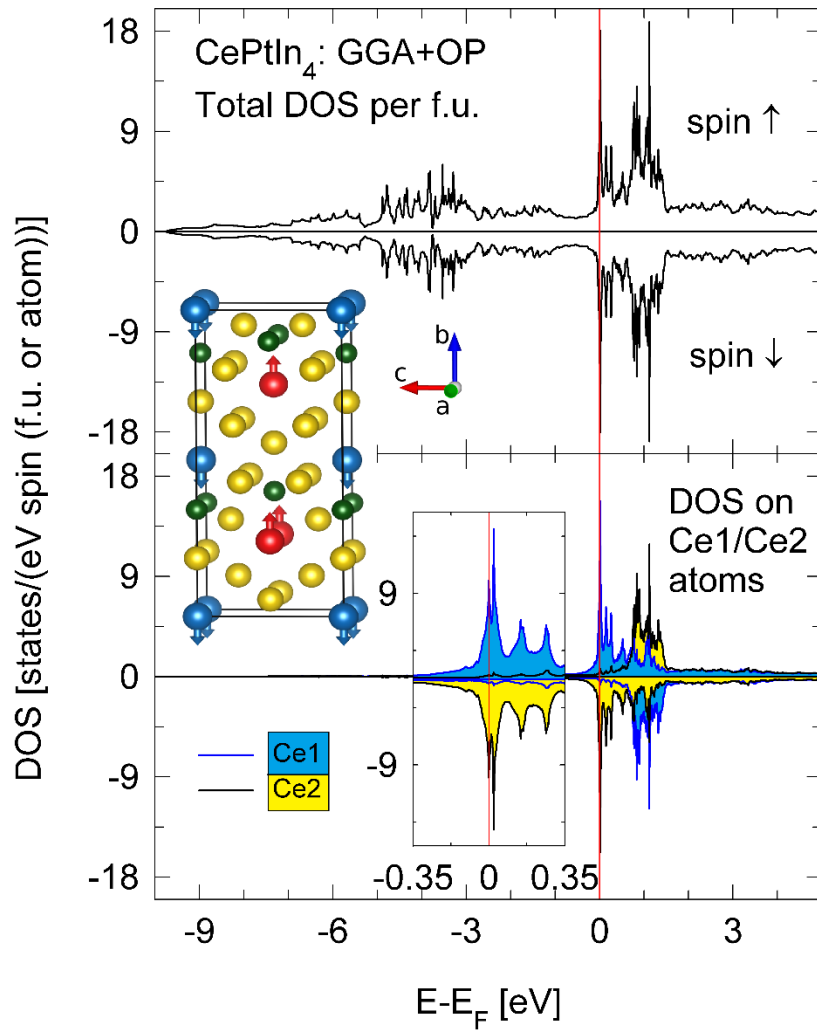 CePtIn₄: GGA+OP
Total DOS per f.u.
spin ↑
spin ↓
18
9
0
-9
-18
b
c
a
DOS [states/(eV spin (f.u. or atom))]
18
9
0
-9
-18
DOS on
Ce1/Ce2
atoms
9
-9
-0.35 0 0.35
Ce1
Ce2
-9 -6 -3 0 3
E-E_F [eV]